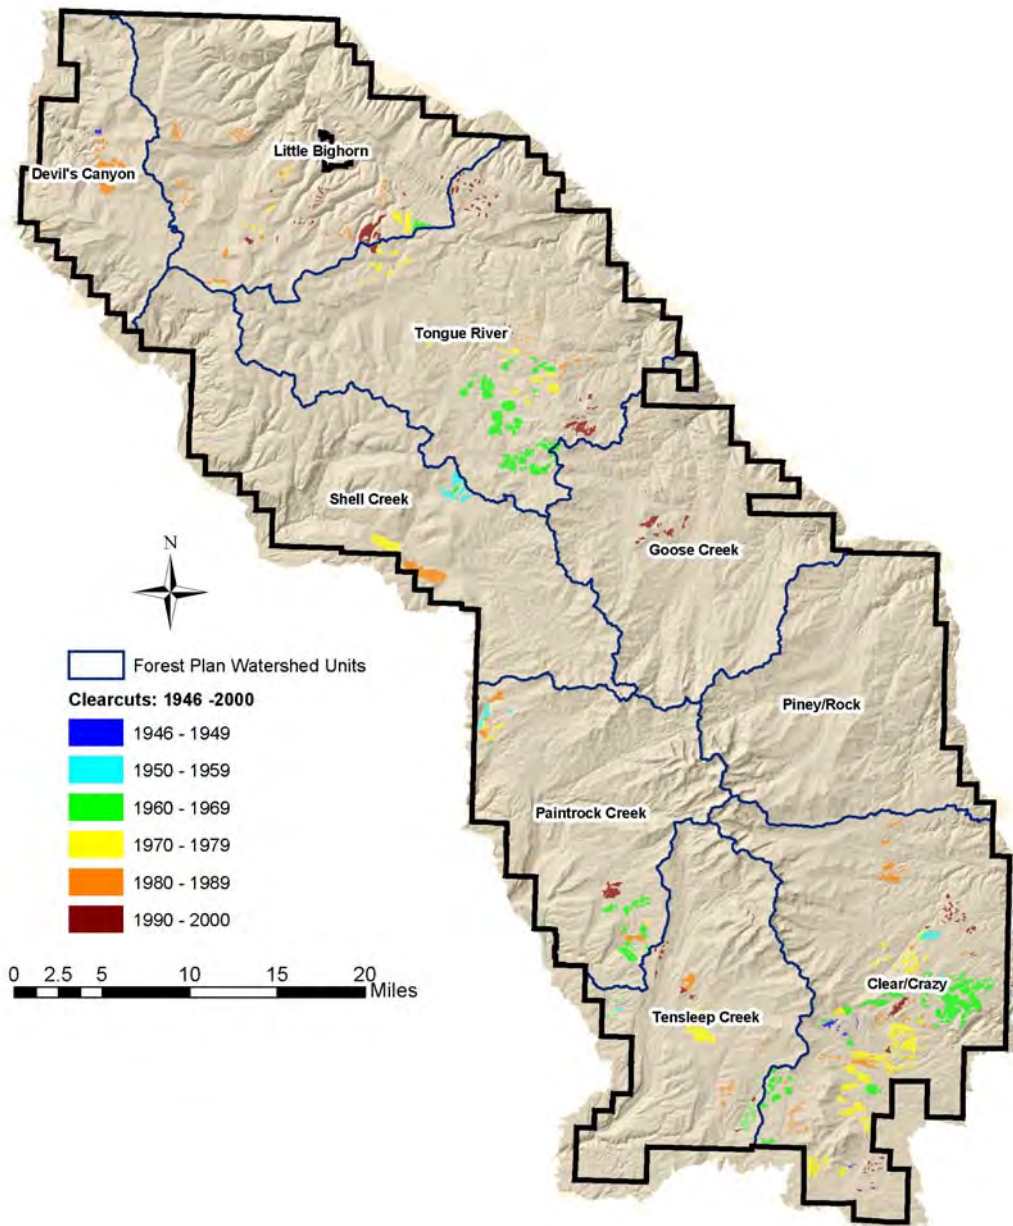 Little Bighorn
Devil's Canyon
Tongue River
Shell Creek
Goose Creek
N
Forest Plan Watershed Units
Clearcuts: 1946 -2000
1946 - 1949
1950 - 1959
1960 - 1969
1970 - 1979
1980 - 1989
1990 - 2000
Piney/Rock
Paintrock Creek
0 2.5 5 10 15 20
Miles
Clear/Crazy
Tensleep Creek